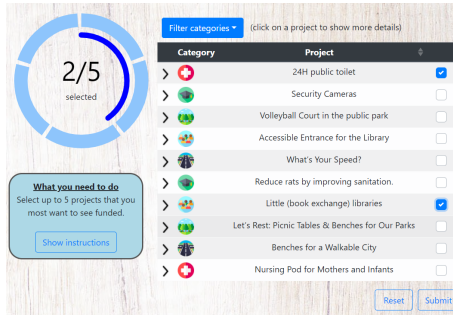 Filter categories
(click on a project to show more details)
Category Project
2/5
selected
24H public toilet
Security Cameras
Volleyball Court in the public park
Accessible Entrance for the Library
What's Your Speed?
Reduce rats by improving sanitation.
Little (book exchange) libraries
Let's Rest: Picnic Tables & Benches for Our Parks
Benches for a Walkable City
Nursing Pod for Mothers and Infants
What you need to do
Select up to 5 projects that you
most want to see funded.
Show instructions
Reset Submit